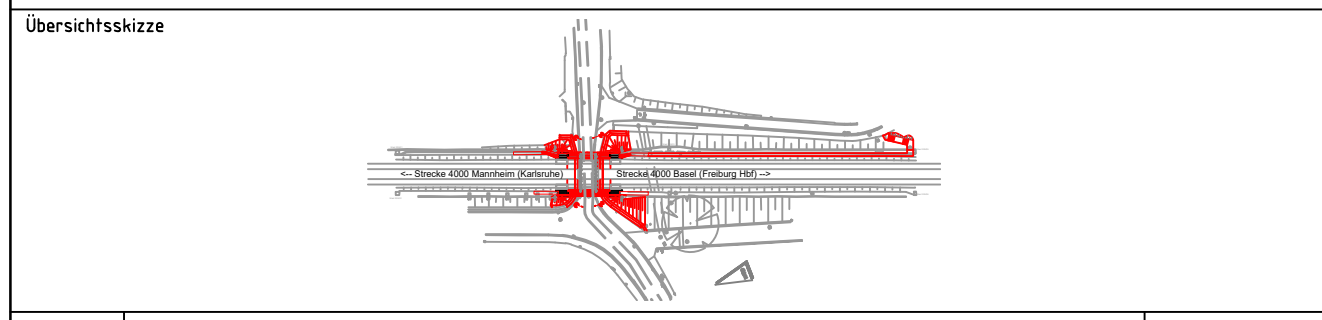 Übersichtsskizze
<-- Strecke 4000 Mannheim (Karlsruhe)
Strecke 4000 Basel (Freiburg Hbf) -->